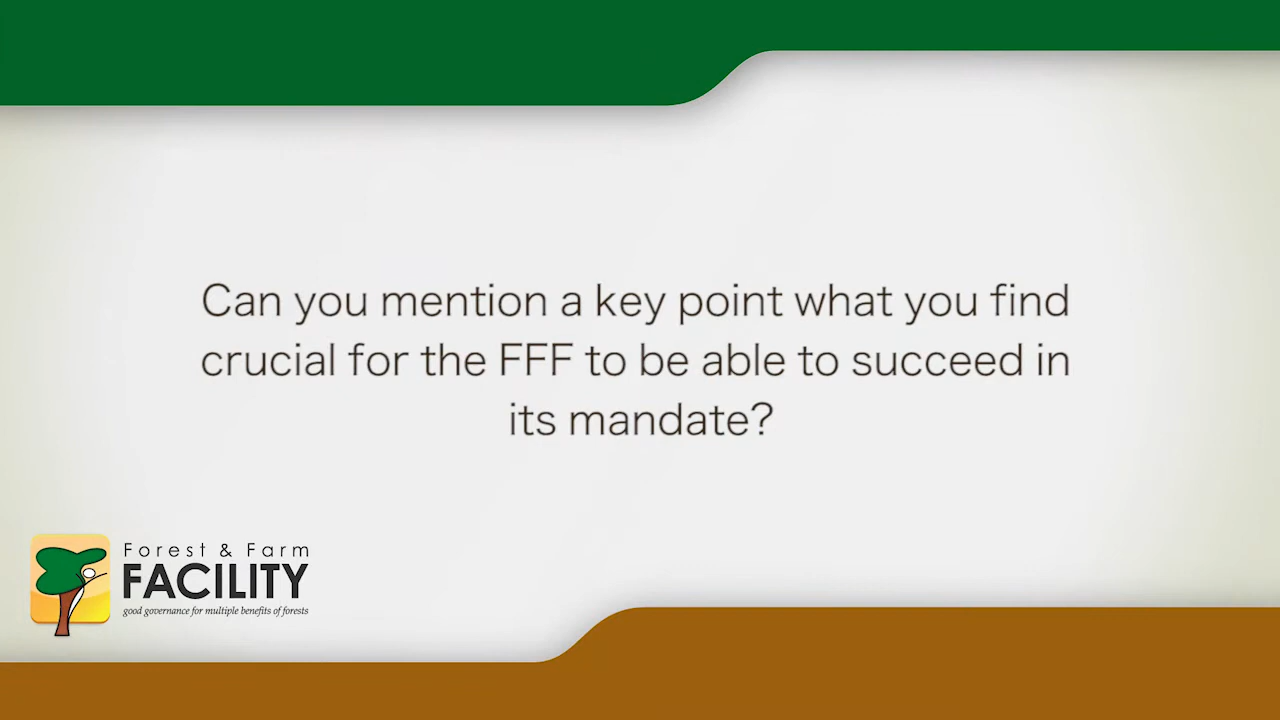 Can you mention a key point what you find
crucial for the FFF to be able to succeed in
its mandate?
Forest & Farm
FACILITY
good governance for multiple benefits of forests